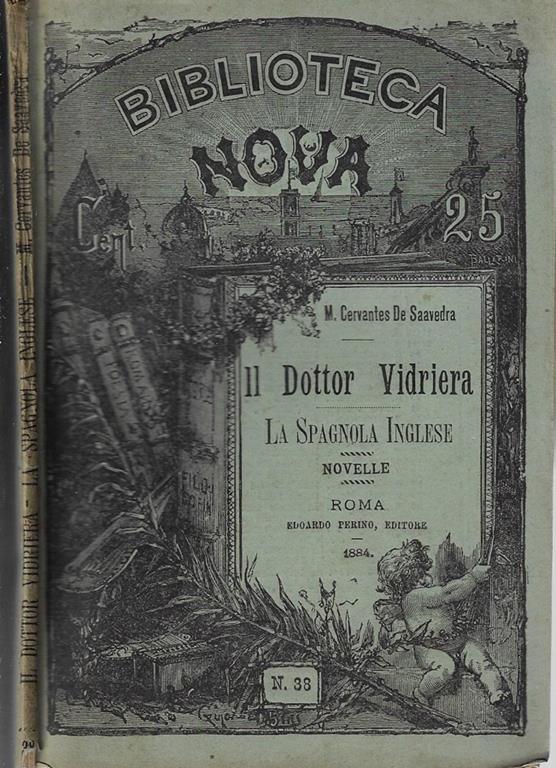 BIBLIOTECA
NOVA
Cent. 25
BALLARINI
M. Cervantes De Saavedra
Il Dottor Vidriera
LA SPAGNOLA INGLESE
NOVELLE
ROMA
EDOARDO PERINO, EDITORE
1884.
N. 38
IL DOTTOR VIDRIERA - LA SPAGNOLA INGLESE - M. Cervantes De Saavedra